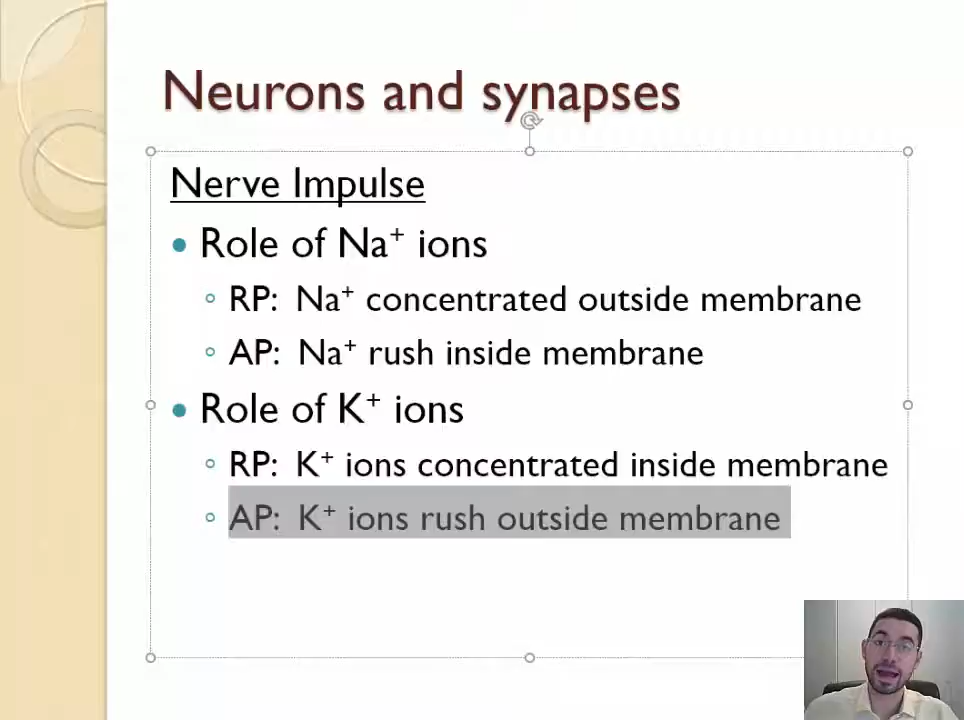 Neurons and synapses
Nerve Impulse
• Role of Na⁺ ions
◦ RP: Na⁺ concentrated outside membrane
◦ AP: Na⁺ rush inside membrane
• Role of K⁺ ions
◦ RP: K⁺ ions concentrated inside membrane
◦ AP: K⁺ ions rush outside membrane